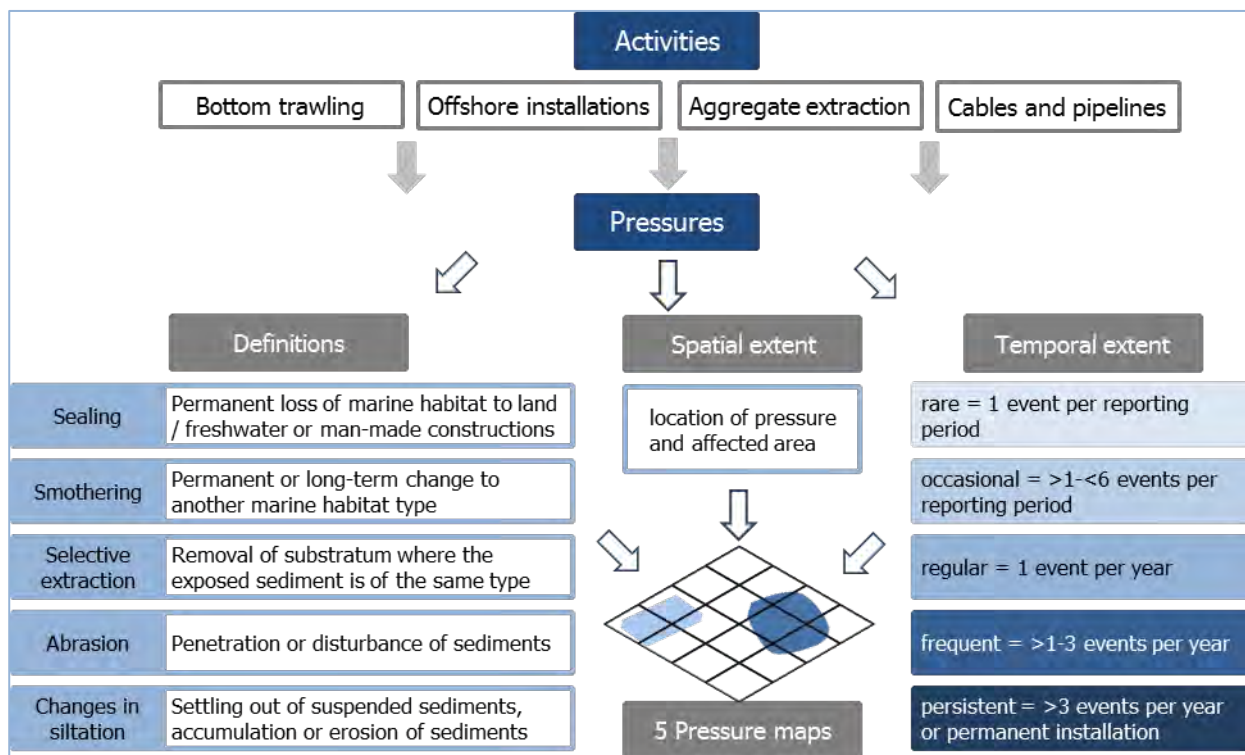 Activities
Bottom trawling
Offshore installations
Aggregate extraction
Cables and pipelines
Pressures
Definitions
Spatial extent
Temporal extent
Sealing
Permanent loss of marine habitat to land
/ freshwater or man-made constructions
Smothering
Permanent or long-term change to
another marine habitat type
Selective
extraction
Removal of substratum where the
exposed sediment is of the same type
Abrasion
Penetration or disturbance of sediments
Changes in
siltation
Settling out of suspended sediments,
accumulation or erosion of sediments
location of pressure
and affected area
5 Pressure maps
rare = 1 event per reporting
period
occasional = >1-<6 events per
reporting period
regular = 1 event per year
frequent = >1-3 events per year
persistent = >3 events per year
or permanent installation